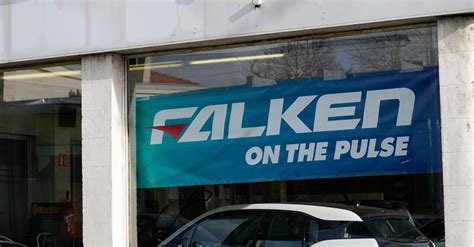 FALKEN
ON THE PULSE